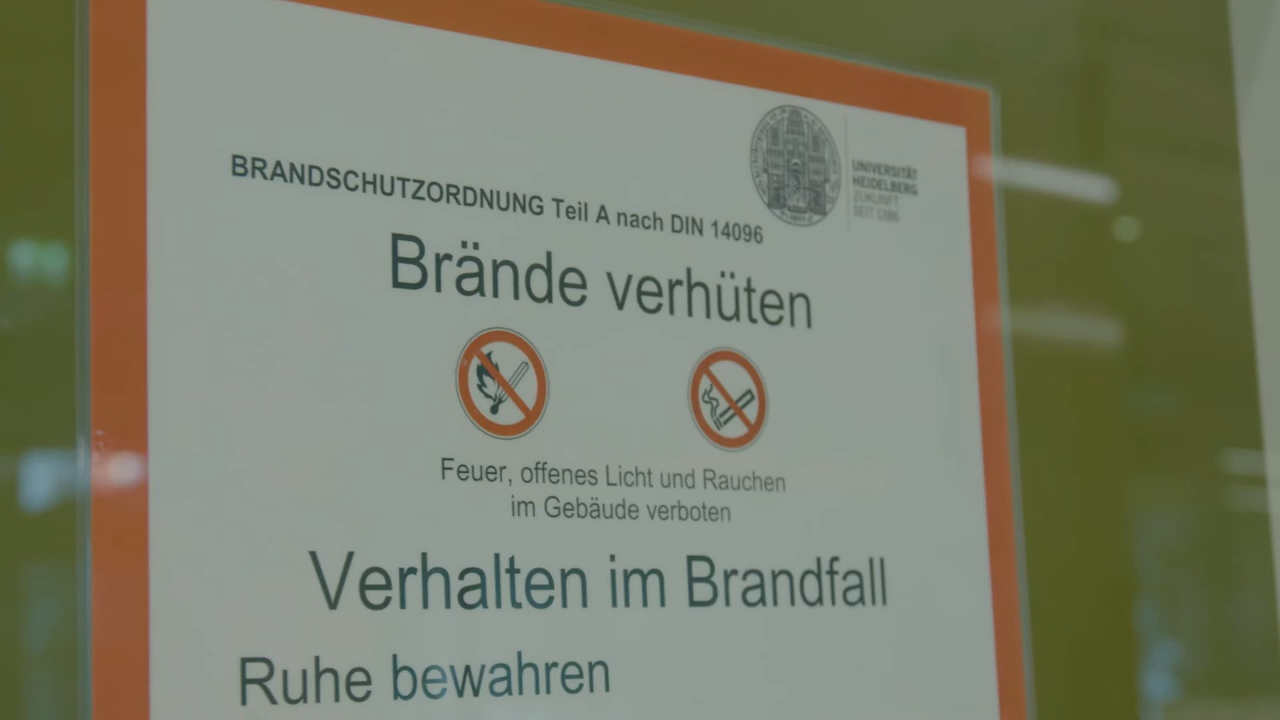 BRANDSCHUTZORDNUNG Teil A nach DIN 14096
UNIVERSITÄT
HEIDELBERG
ZUKUNFT
SEIT 1386
Brände verhüten
Feuer, offenes Licht und Rauchen
im Gebäude verboten
Verhalten im Brandfall
Ruhe bewahren